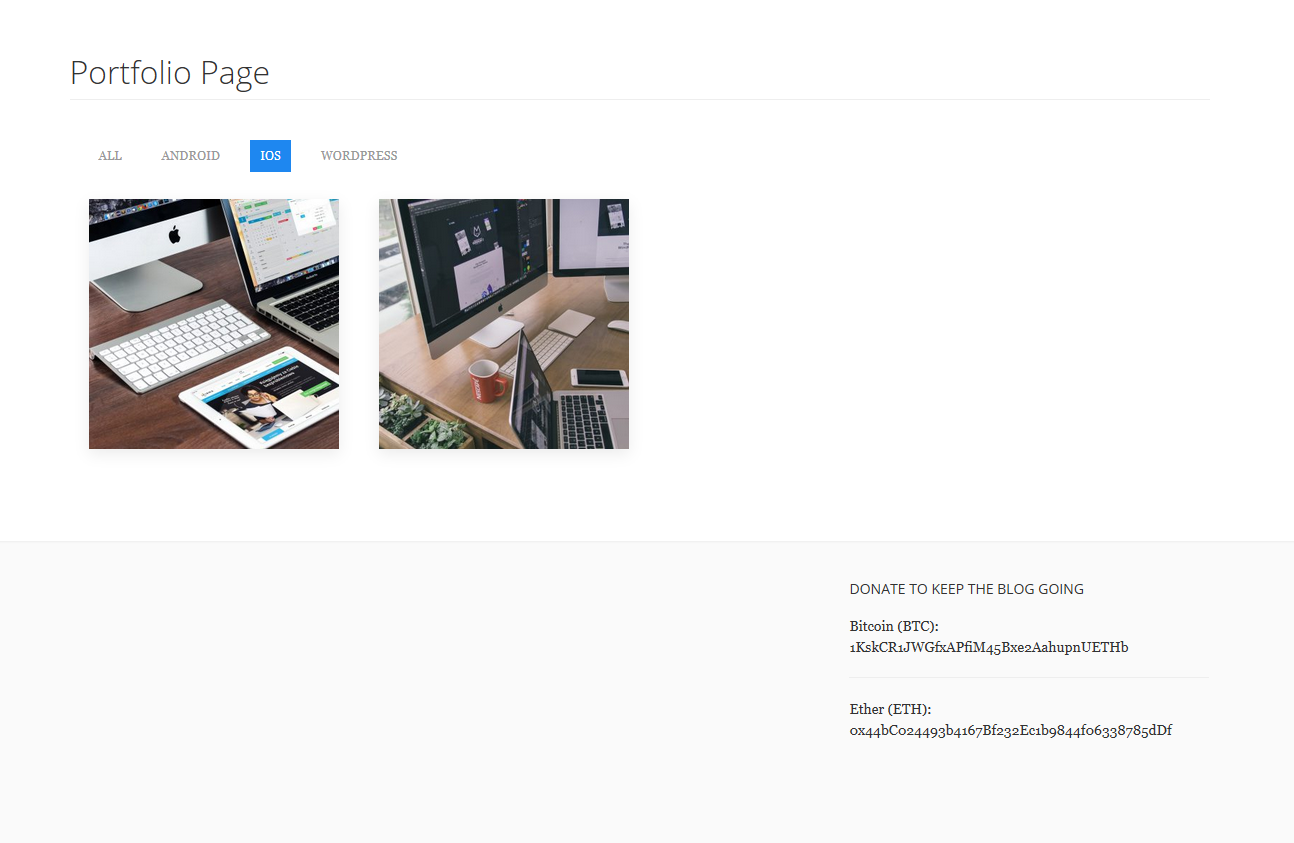 Portfolio Page
ALL ANDROID IOS WORDPRESS
DONATE TO KEEP THE BLOG GOING
Bitcoin (BTC):
1KskCR1JWGfxAPfiM45Bxe2AahupnUETHb
Ether (ETH):
0x44bC024493b4167Bf232Ec1b9844f06338785dDf